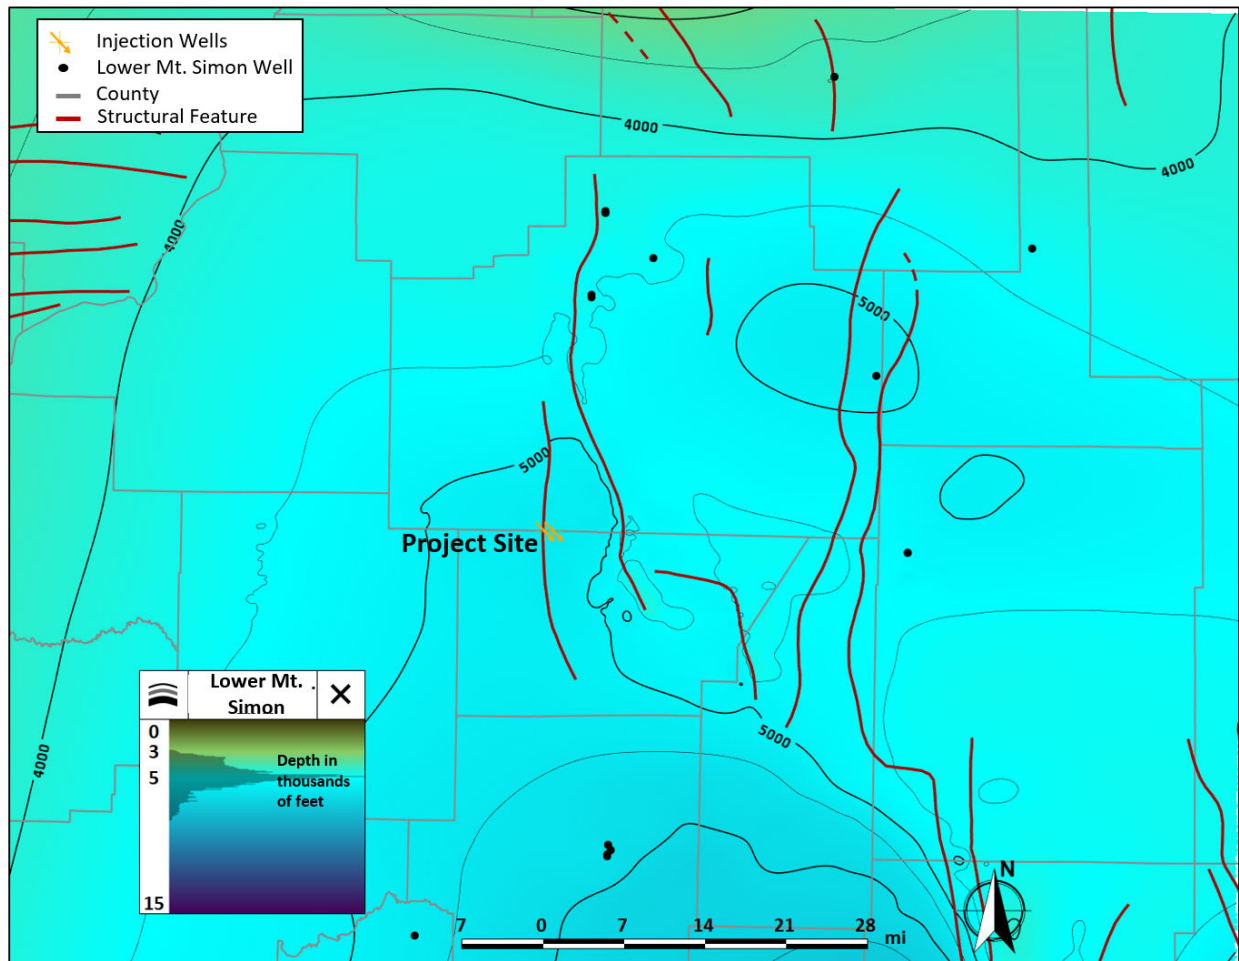 Injection Wells
Lower Mt. Simon Well
County
Structural Feature
4000
4000
4000
5000
5000
Project Site
Lower Mt.
Simon
0
3
5
15
Depth in
thousands
of feet
5000
4000
N
7 0 7 14 21 28
mi